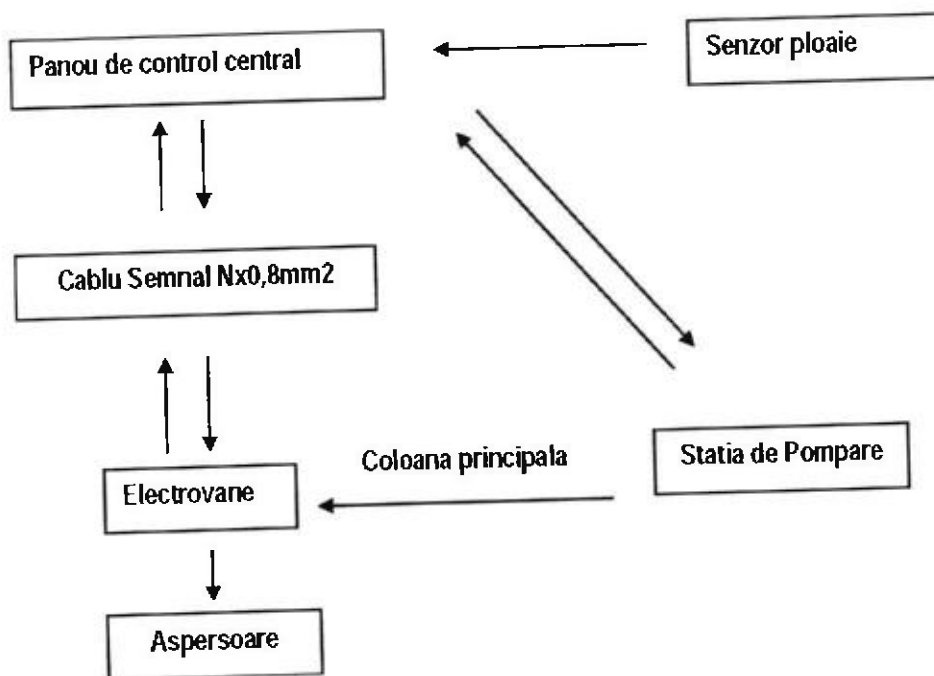 Panou de control central
Senzor ploaie
Cablu Semnal Nx0,8mm2
Coloana principala
Statia de Pompare
Electrovane
Aspersoare